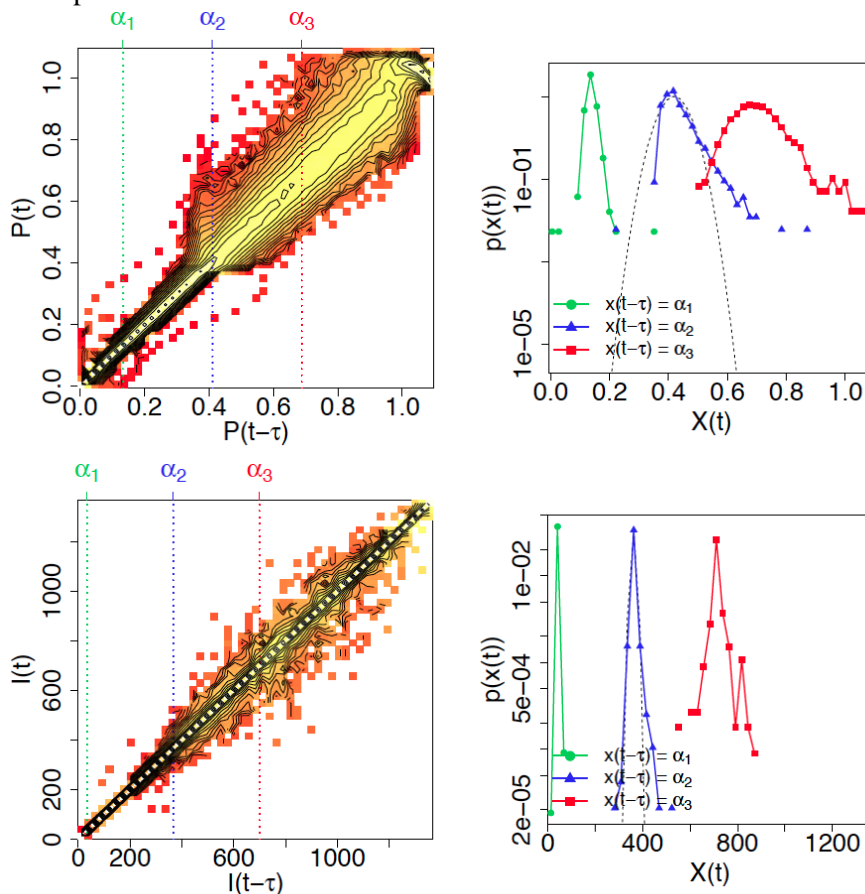 α1 α2 α3
P(t)
0.0 0.2 0.4 0.6 0.8 1.0
0.0 0.2 0.4 0.6 0.8 1.0
P(t−τ)
p(x(t))
1e−05 1e−01
x(t−τ) = α1
x(t−τ) = α2
x(t−τ) = α3
0.0 0.2 0.4 0.6 0.8 1.0
X(t)
α1 α2 α3
I(t)
0 200 600 1000
0 200 600 1000
I(t−τ)
p(x(t))
2e−05 5e−04 1e−02
x(t−τ) = α1
x(t−τ) = α2
x(t−τ) = α3
0 400 800 1200
X(t)